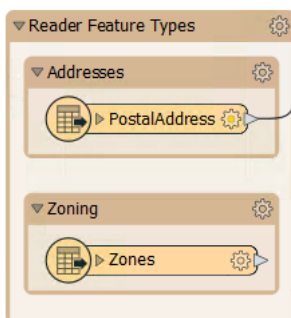 Reader Feature Types
Addresses
PostalAddress
Zoning
Zones